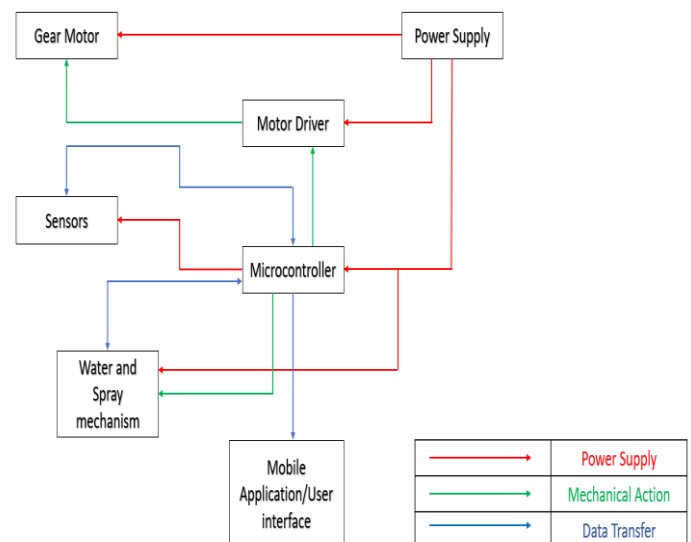 Gear Motor
Power Supply
Motor Driver
Sensors
Microcontroller
Water and
Spray
mechanism
Mobile
Application/User
interface
Power Supply
Mechanical Action
Data Transfer